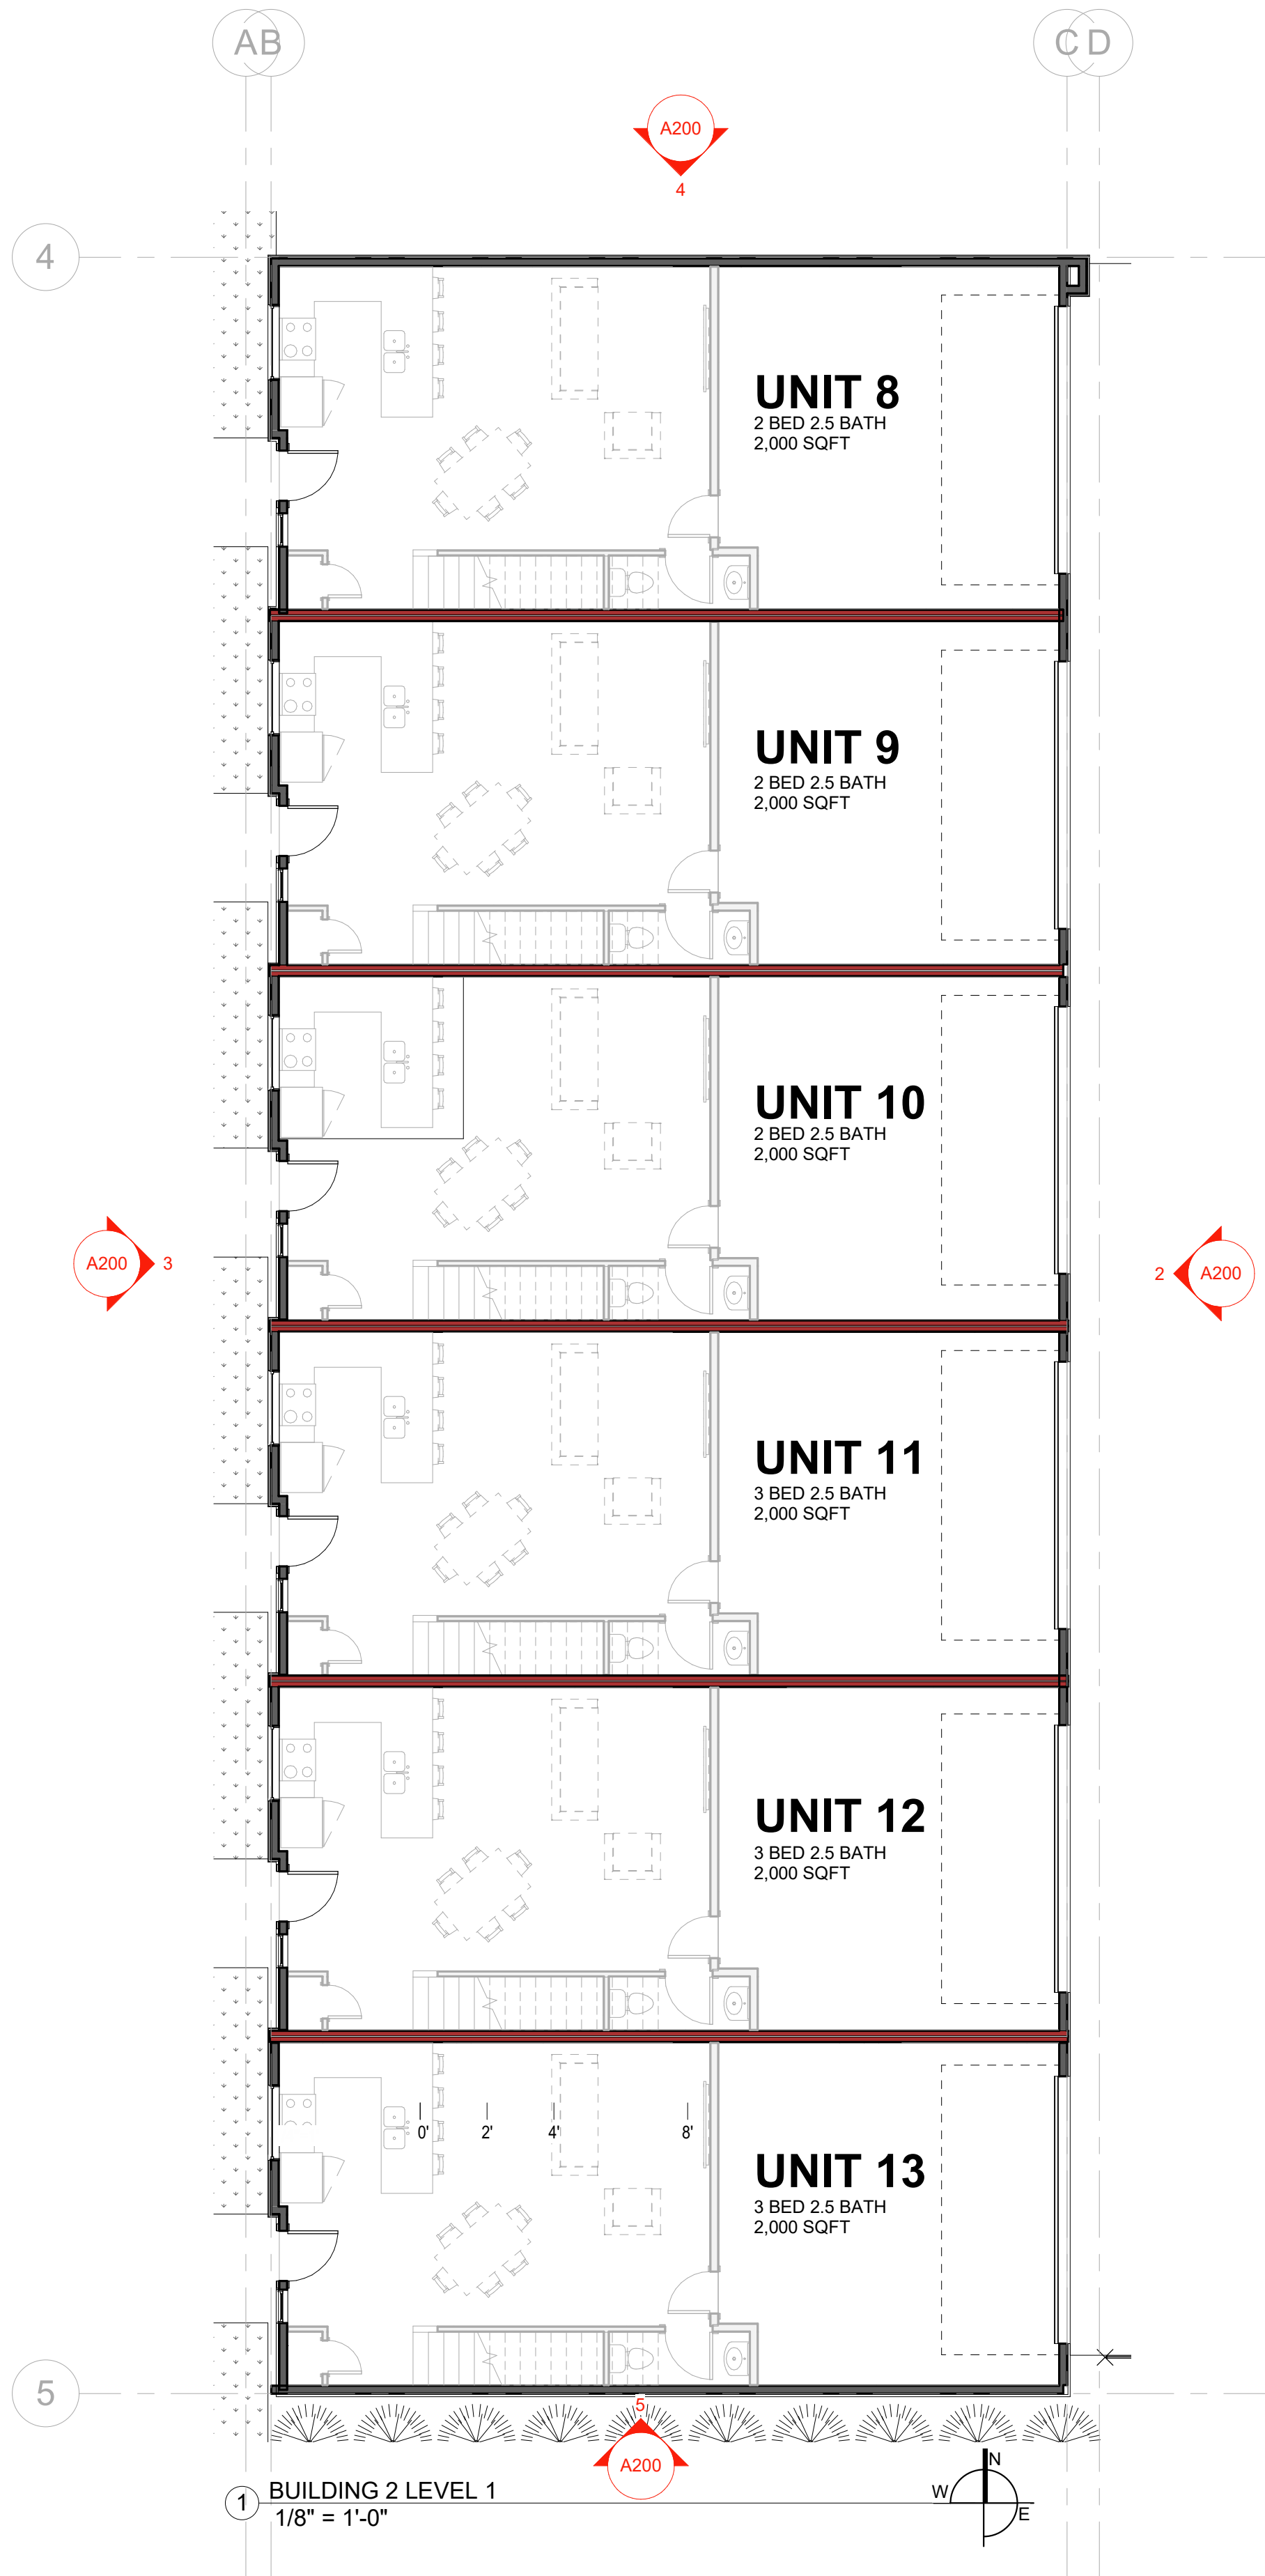 A B C D
A200
4
4
UNIT 8
2 BED 2.5 BATH
2,000 SQFT
UNIT 9
2 BED 2.5 BATH
2,000 SQFT
UNIT 10
2 BED 2.5 BATH
2,000 SQFT
A200 3
2 A200
UNIT 11
3 BED 2.5 BATH
2,000 SQFT
UNIT 12
3 BED 2.5 BATH
2,000 SQFT
0' 2' 4' 8'
UNIT 13
3 BED 2.5 BATH
2,000 SQFT
5
5
A200
1 BUILDING 2 LEVEL 1
1/8" = 1'-0"
N
W
E